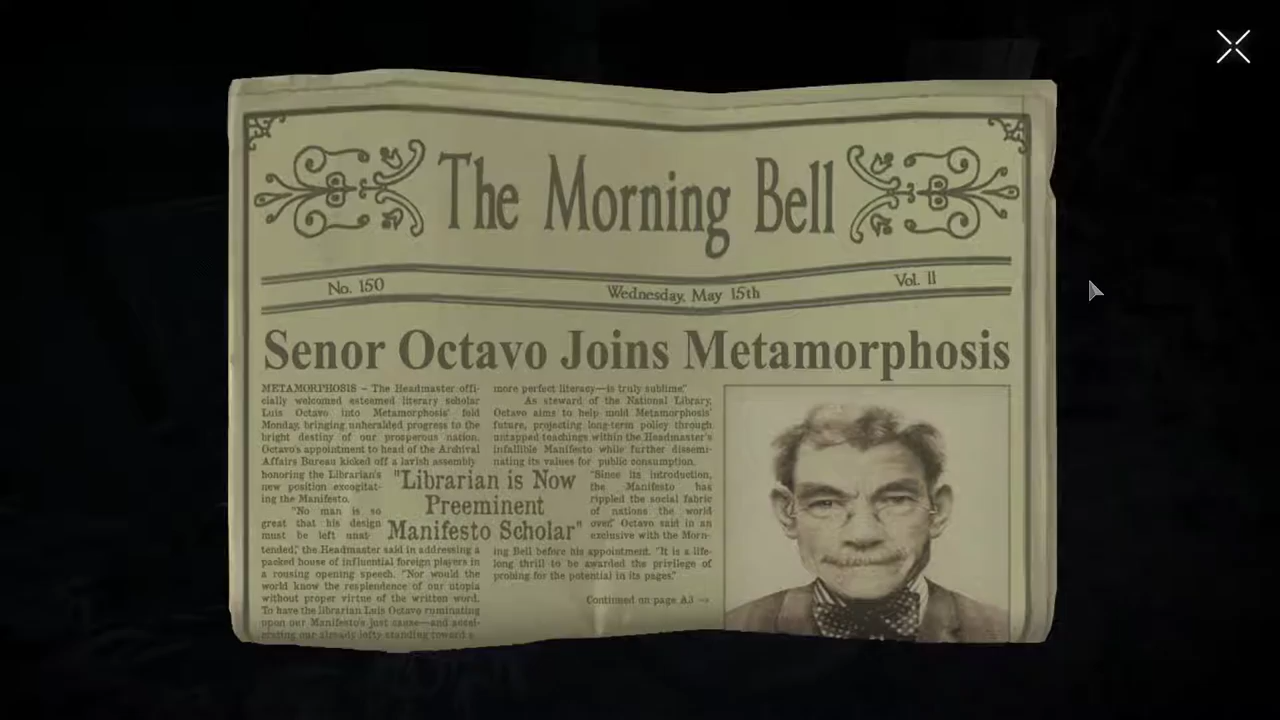 The Morning Bell
No. 150
Wednesday, May 15th
Vol. II
Senor Octavo Joins Metamorphosis
METAMORPHOSIS – The Headmaster offi-
cially welcomed esteemed literary scholar
Luis Octavo into Metamorphosis' fold
Monday, bringing unheralded progress to the
bright destiny of our prosperous nation.
Octavo's appointment to head of the Archival
Affairs Bureau kicked off a lavish assembly
honoring the Librarian's
new position excogitat-
ing the Manifesto.
"No man is so
great that his design
must be left unat-
tended," the Headmaster said in addressing a
packed house of influential foreign players in
a rousing opening speech. "Nor would the
world know the resplendence of our utopia
without proper virtue of the written word.
To have the librarian Luis Octavo ruminating
upon our Manifesto's just cause—and accel-
erating our already lofty standing toward a
"Librarian is Now
Preeminent
Manifesto Scholar"
more perfect literacy—is truly sublime."
As steward of the National Library,
Octavo aims to help mold Metamorphosis'
future, projecting long-term policy through
untapped teachings within the Headmaster's
infallible Manifesto while further dissemi-
nating its values for public consumption.
"Since its introduction,
the Manifesto has
rippled the social fabric
of nations the world
over," Octavo said in an
exclusive with the Morn-
ing Bell before his appointment. "It is a life-
long thrill to be awarded the privilege of
probing for the potential in its pages."
Continued on page A3 ->